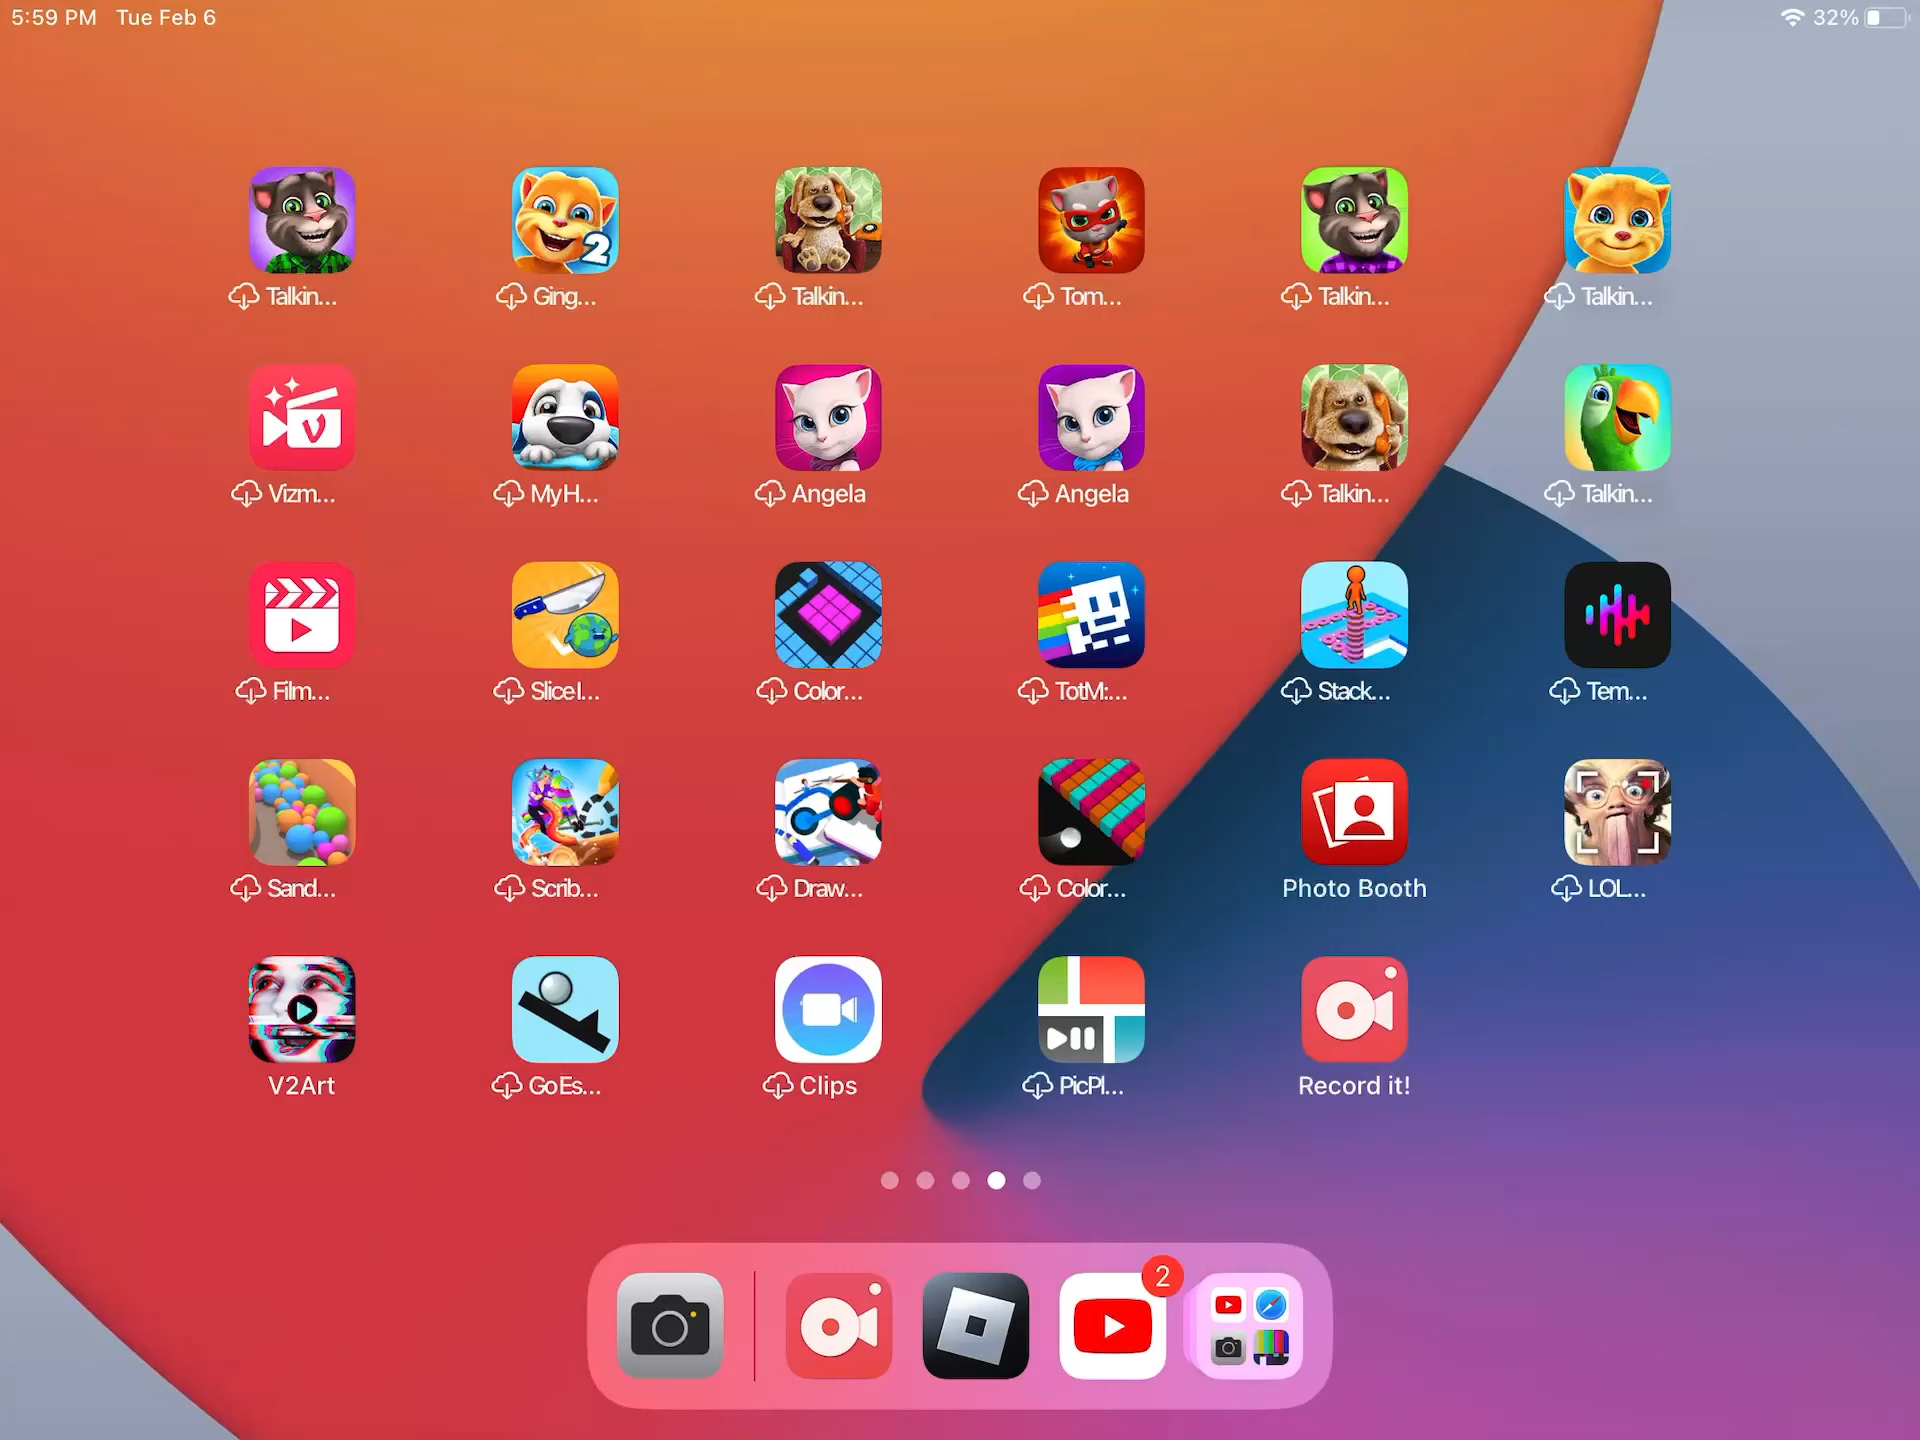 5:59 PM Tue Feb 6
32%
2
Talkin...
Ging...
Talkin...
Tom...
Talkin...
Talkin...
Vizm...
MyH...
Angela
Angela
Talkin...
Talkin...
Film...
Slice l...
Color...
TotM:...
Stack...
Tem...
Sand...
Scrib...
Draw...
Color...
Photo Booth
LOL...
V2Art
GoEs...
Clips
PicPl...
Record it!
2